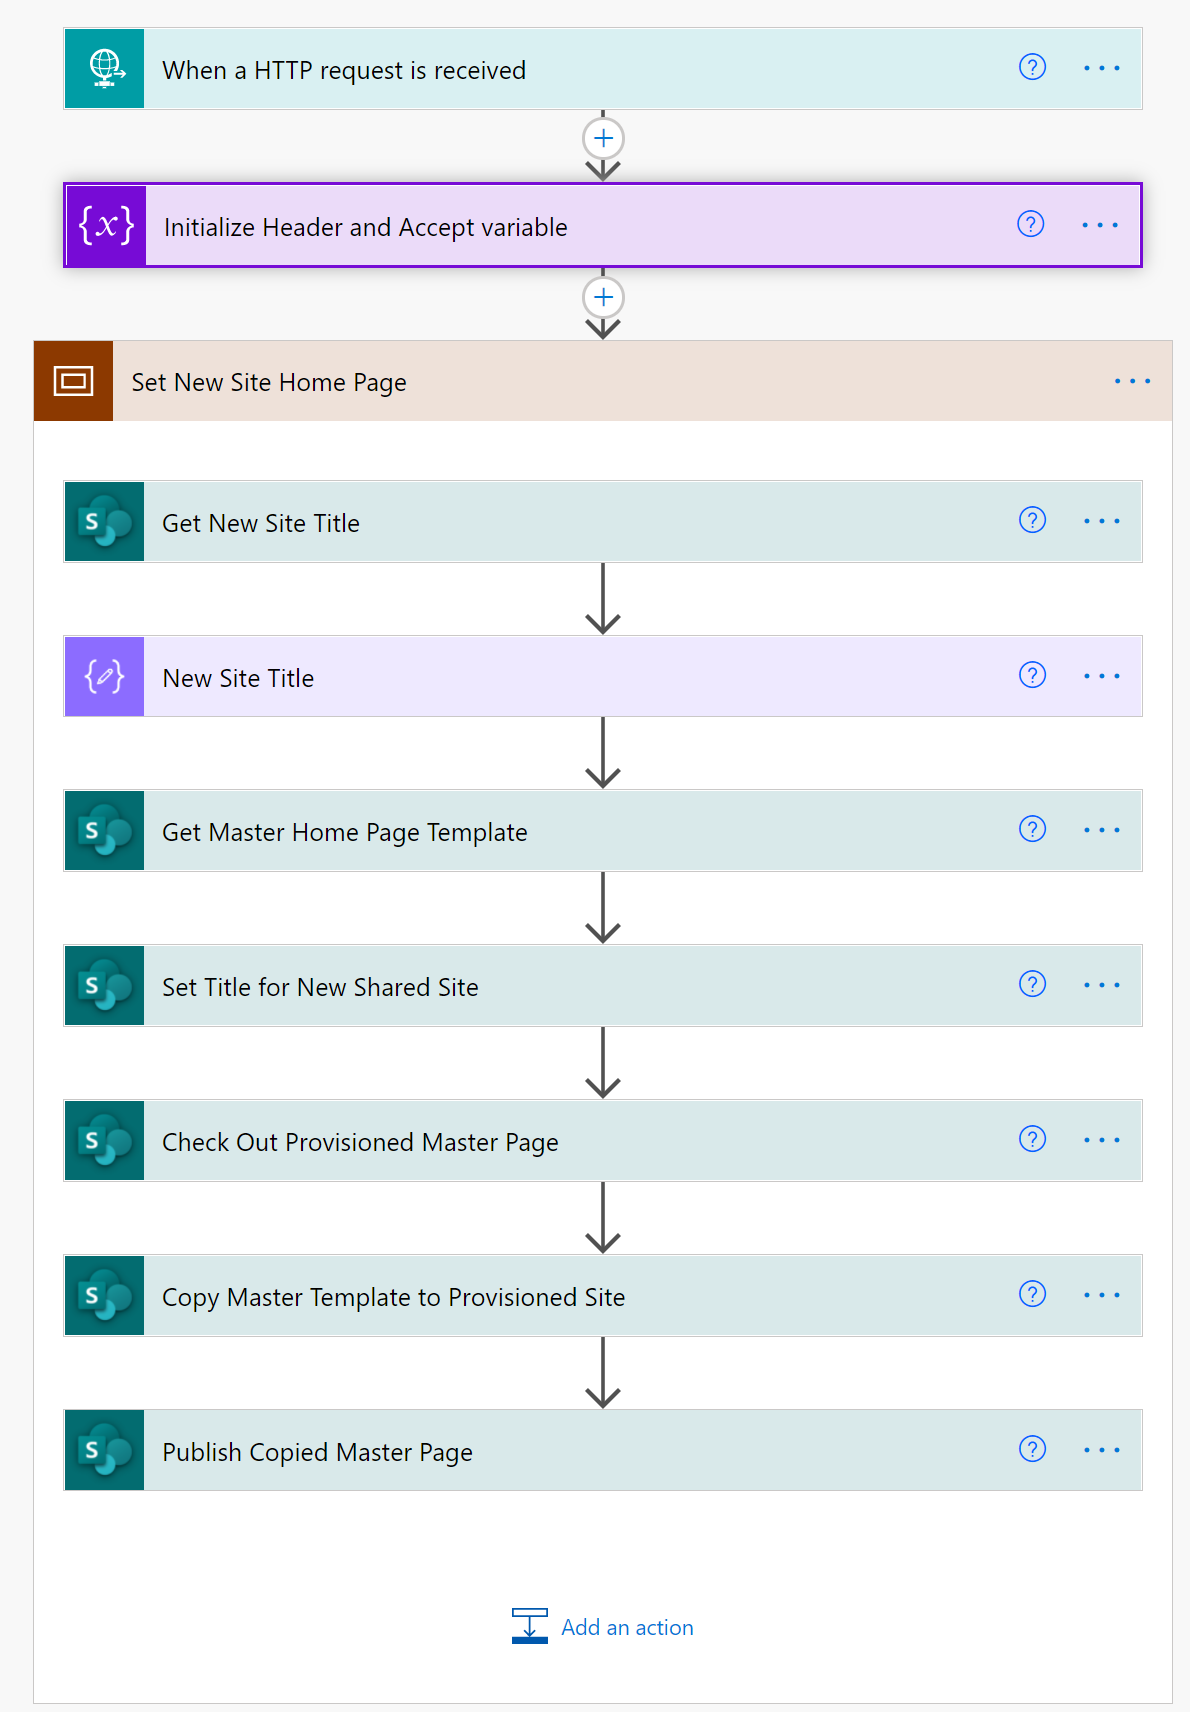 When a HTTP request is received
{x} Initialize Header and Accept variable
Set New Site Home Page
S Get New Site Title
New Site Title
S Get Master Home Page Template
S Set Title for New Shared Site
S Check Out Provisioned Master Page
S Copy Master Template to Provisioned Site
S Publish Copied Master Page
Add an action